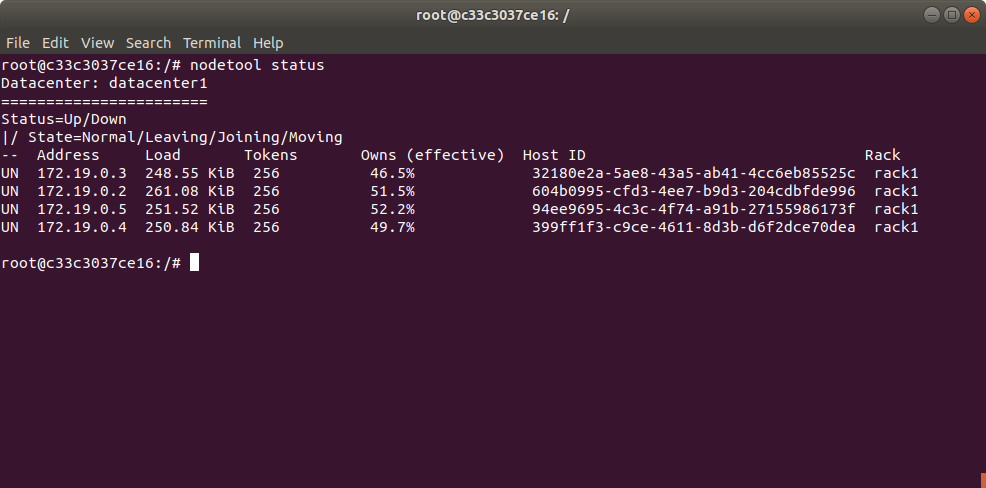 root@c33c3037ce16: /
File Edit View Search Terminal Help
root@c33c3037ce16:/# nodetool status
Datacenter: datacenter1
=======================
Status=Up/Down
|/ State=Normal/Leaving/Joining/Moving
--  Address     Load       Tokens       Owns (effective)  Host ID                               Rack
UN  172.19.0.3  248.55 KiB  256          46.5%             32180e2a-5ae8-43a5-ab41-4cc6eb85525c  rack1
UN  172.19.0.2  261.08 KiB  256          51.5%             604b0995-cfd3-4ee7-b9d3-204cdbfde996  rack1
UN  172.19.0.5  251.52 KiB  256          52.2%             94ee9695-4c3c-4f74-a91b-27155986173f  rack1
UN  172.19.0.4  250.84 KiB  256          49.7%             399ff1f3-c9ce-4611-8d3b-d6f2dce70dea  rack1
root@c33c3037ce16:/#